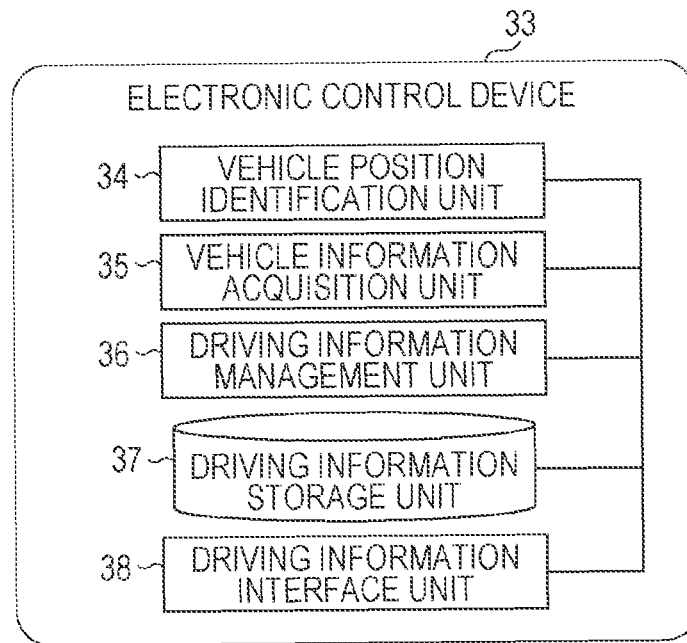 33
ELECTRONIC CONTROL DEVICE
34
VEHICLE POSITION
IDENTIFICATION UNIT
35
VEHICLE INFORMATION
ACQUISITION UNIT
36
DRIVING INFORMATION
MANAGEMENT UNIT
37
DRIVING INFORMATION
STORAGE UNIT
38
DRIVING INFORMATION
INTERFACE UNIT